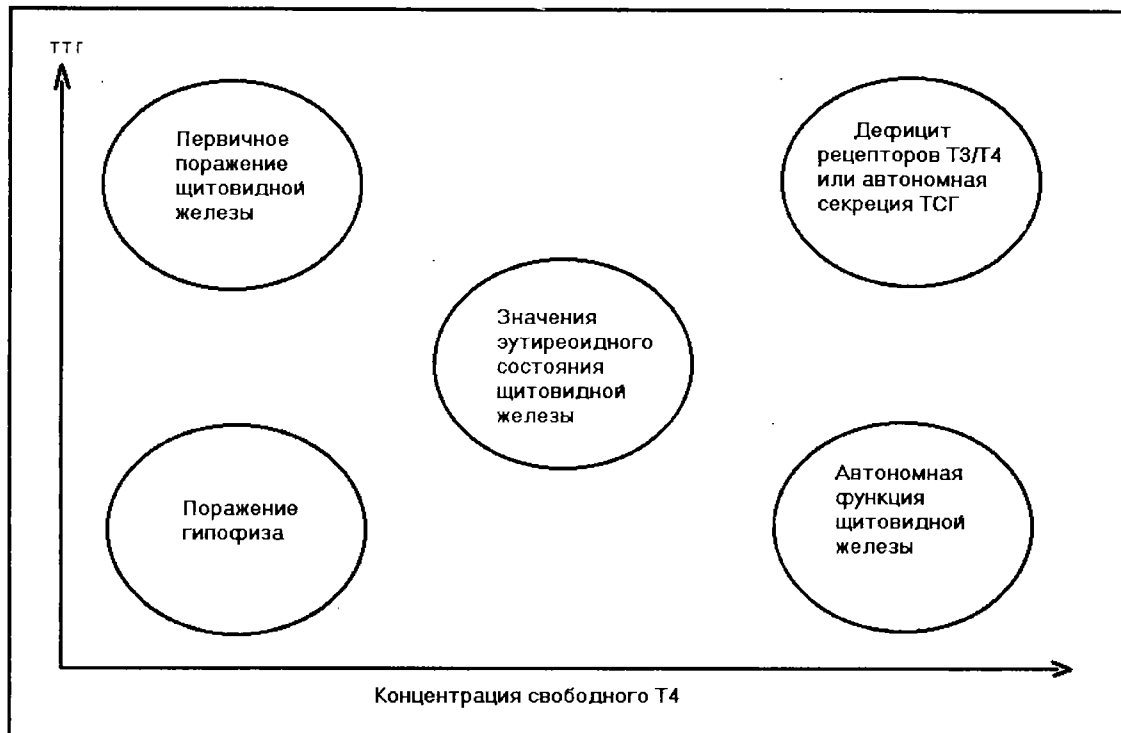 ТТГ
Первичное
поражение
щитовидной
железы
Дефицит
рецепторов Т3/Т4
или автономная
секреция ТСГ
Значения
эутиреоидного
состояния
щитовидной
железы
Поражение
гипофиза
Автономная
функция
щитовидной
железы
Концентрация свободного Т4